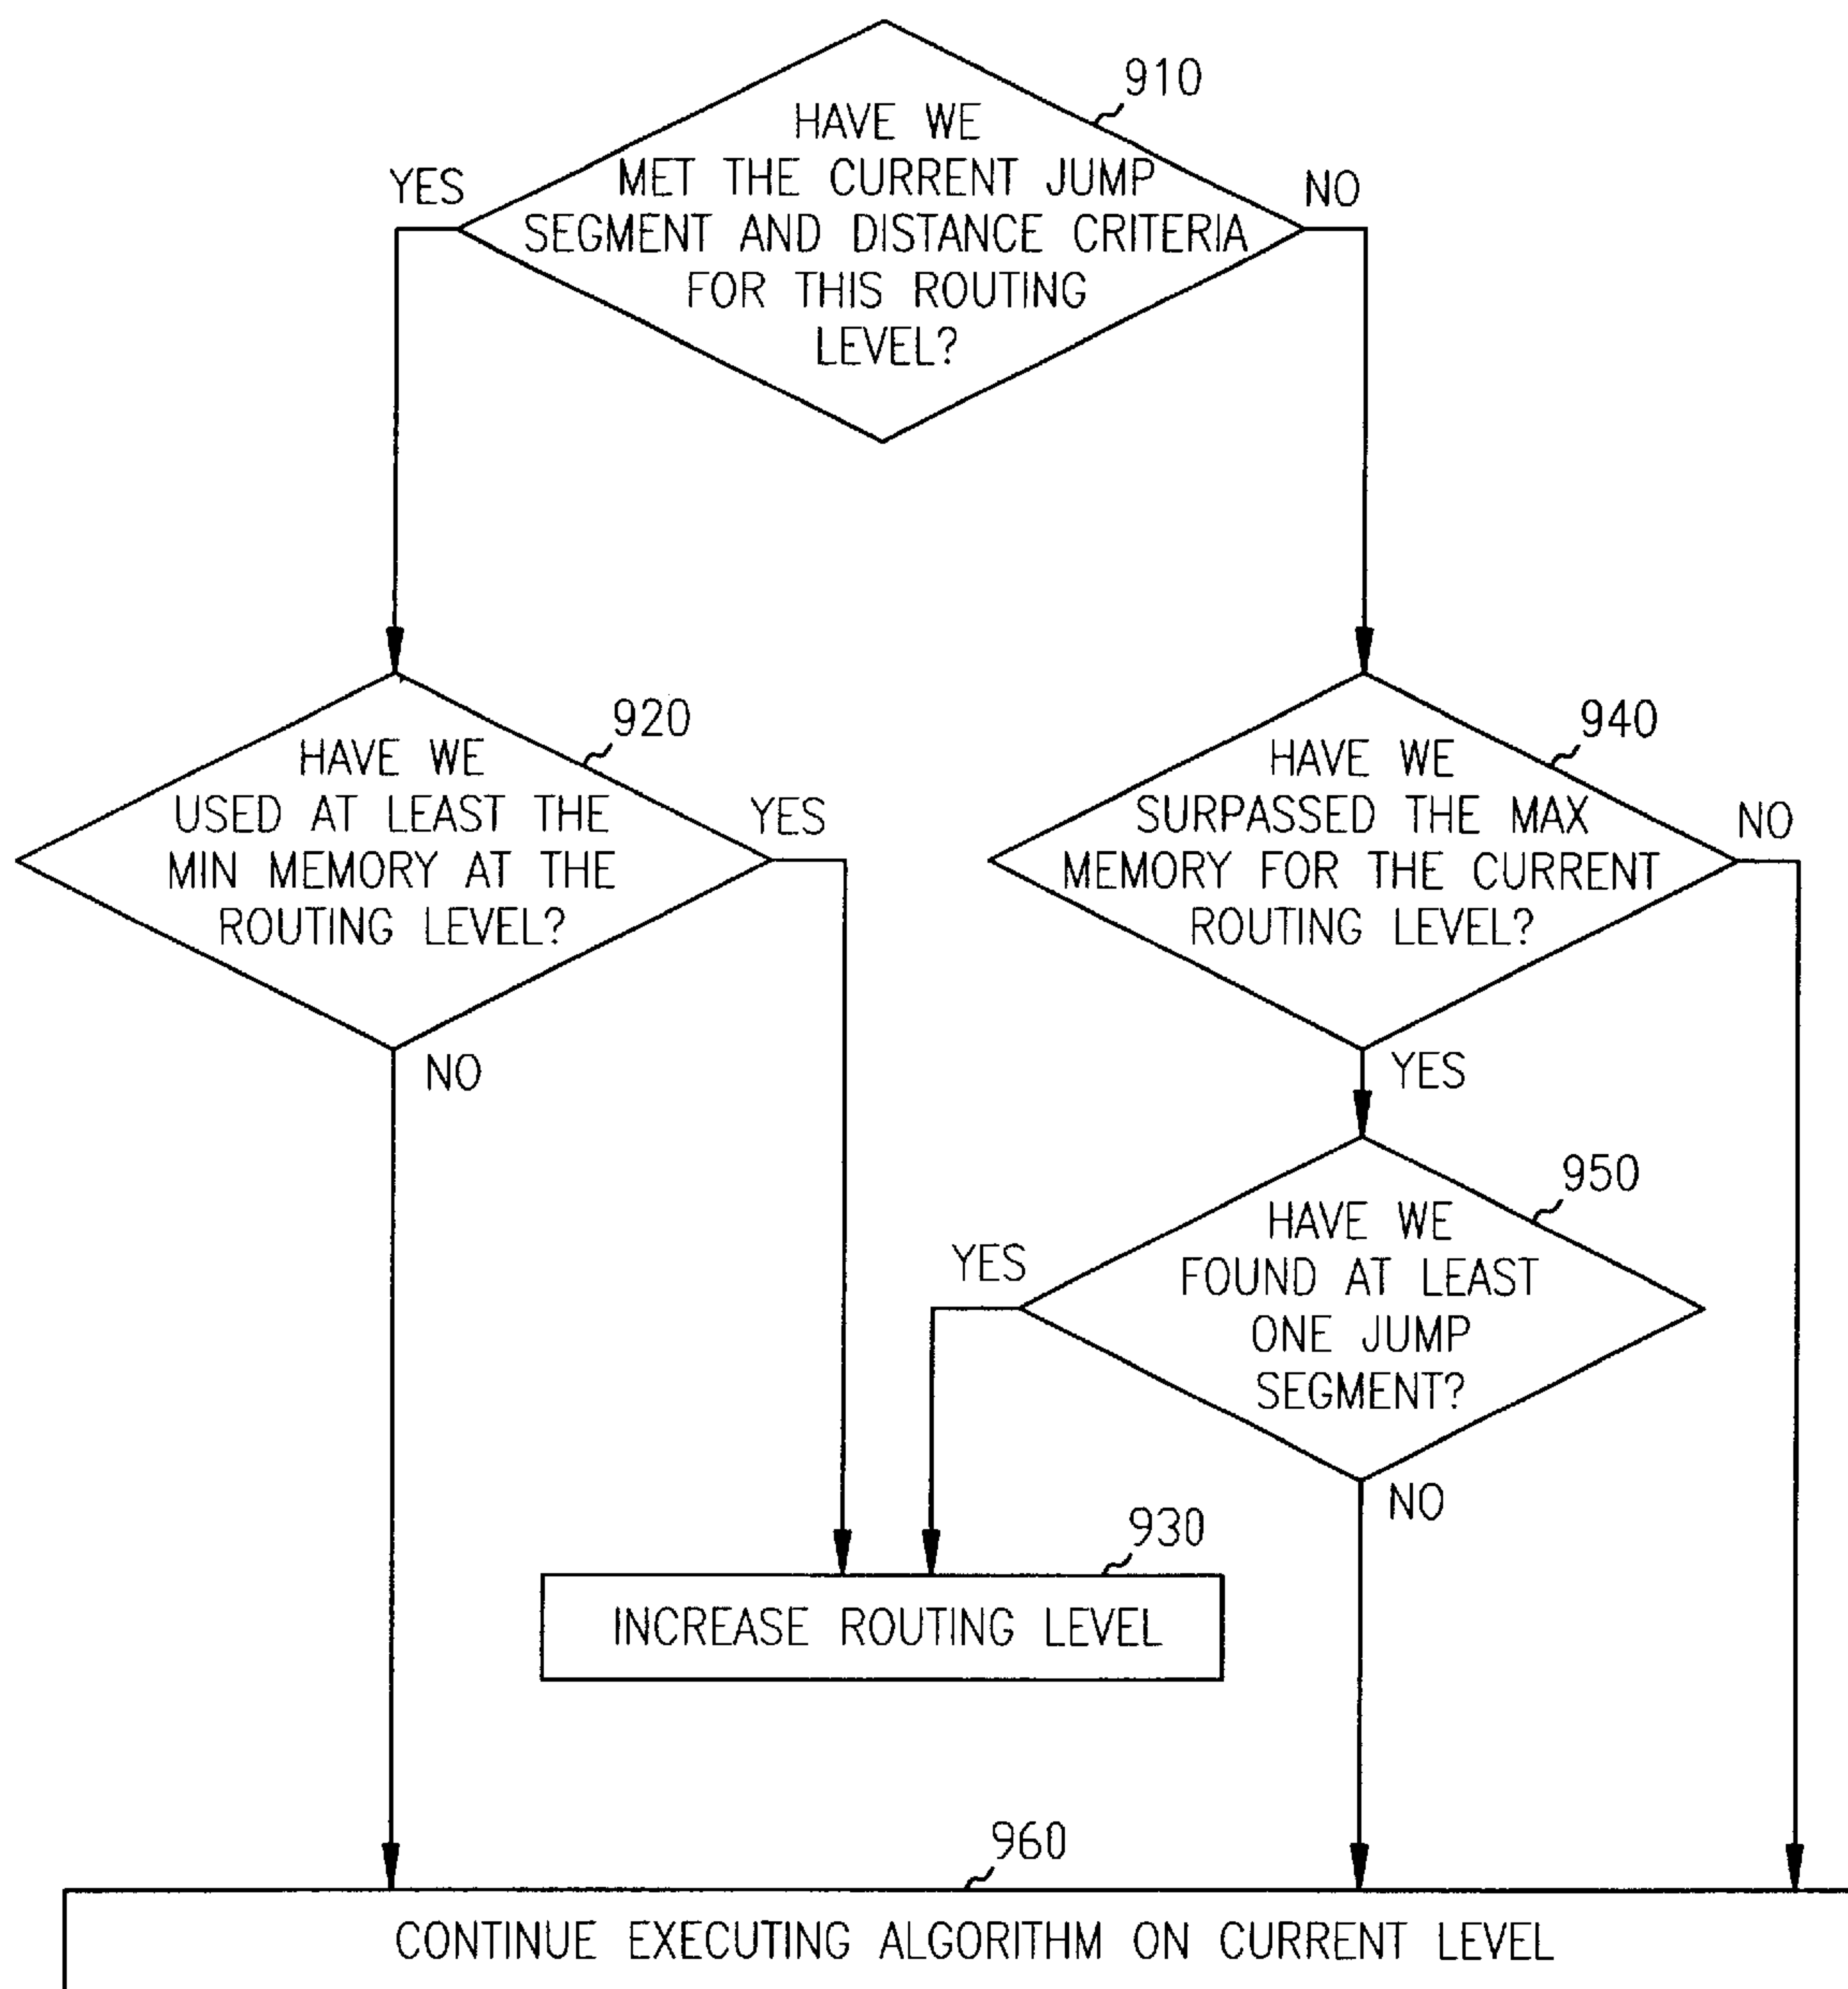 910
HAVE WE
MET THE CURRENT JUMP
SEGMENT AND DISTANCE CRITERIA
FOR THIS ROUTING
LEVEL?
YES
NO
920
HAVE WE
USED AT LEAST THE
MIN MEMORY AT THE
ROUTING LEVEL?
YES
NO
940
HAVE WE
SURPASSED THE MAX
MEMORY FOR THE CURRENT
ROUTING LEVEL?
NO
YES
950
HAVE WE
FOUND AT LEAST
ONE JUMP
SEGMENT?
YES
NO
930
INCREASE ROUTING LEVEL
960
CONTINUE EXECUTING ALGORITHM ON CURRENT LEVEL